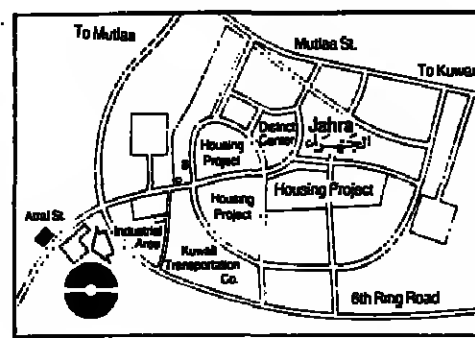 To Mutlaa
Mutlaa St.
To Kuwait
District
Center
Jahra
Housing
Project
Housing Project
Housing
Project
Amal St.
Industrial
Area
Kuwait
Transportation
Co.
6th Ring Road